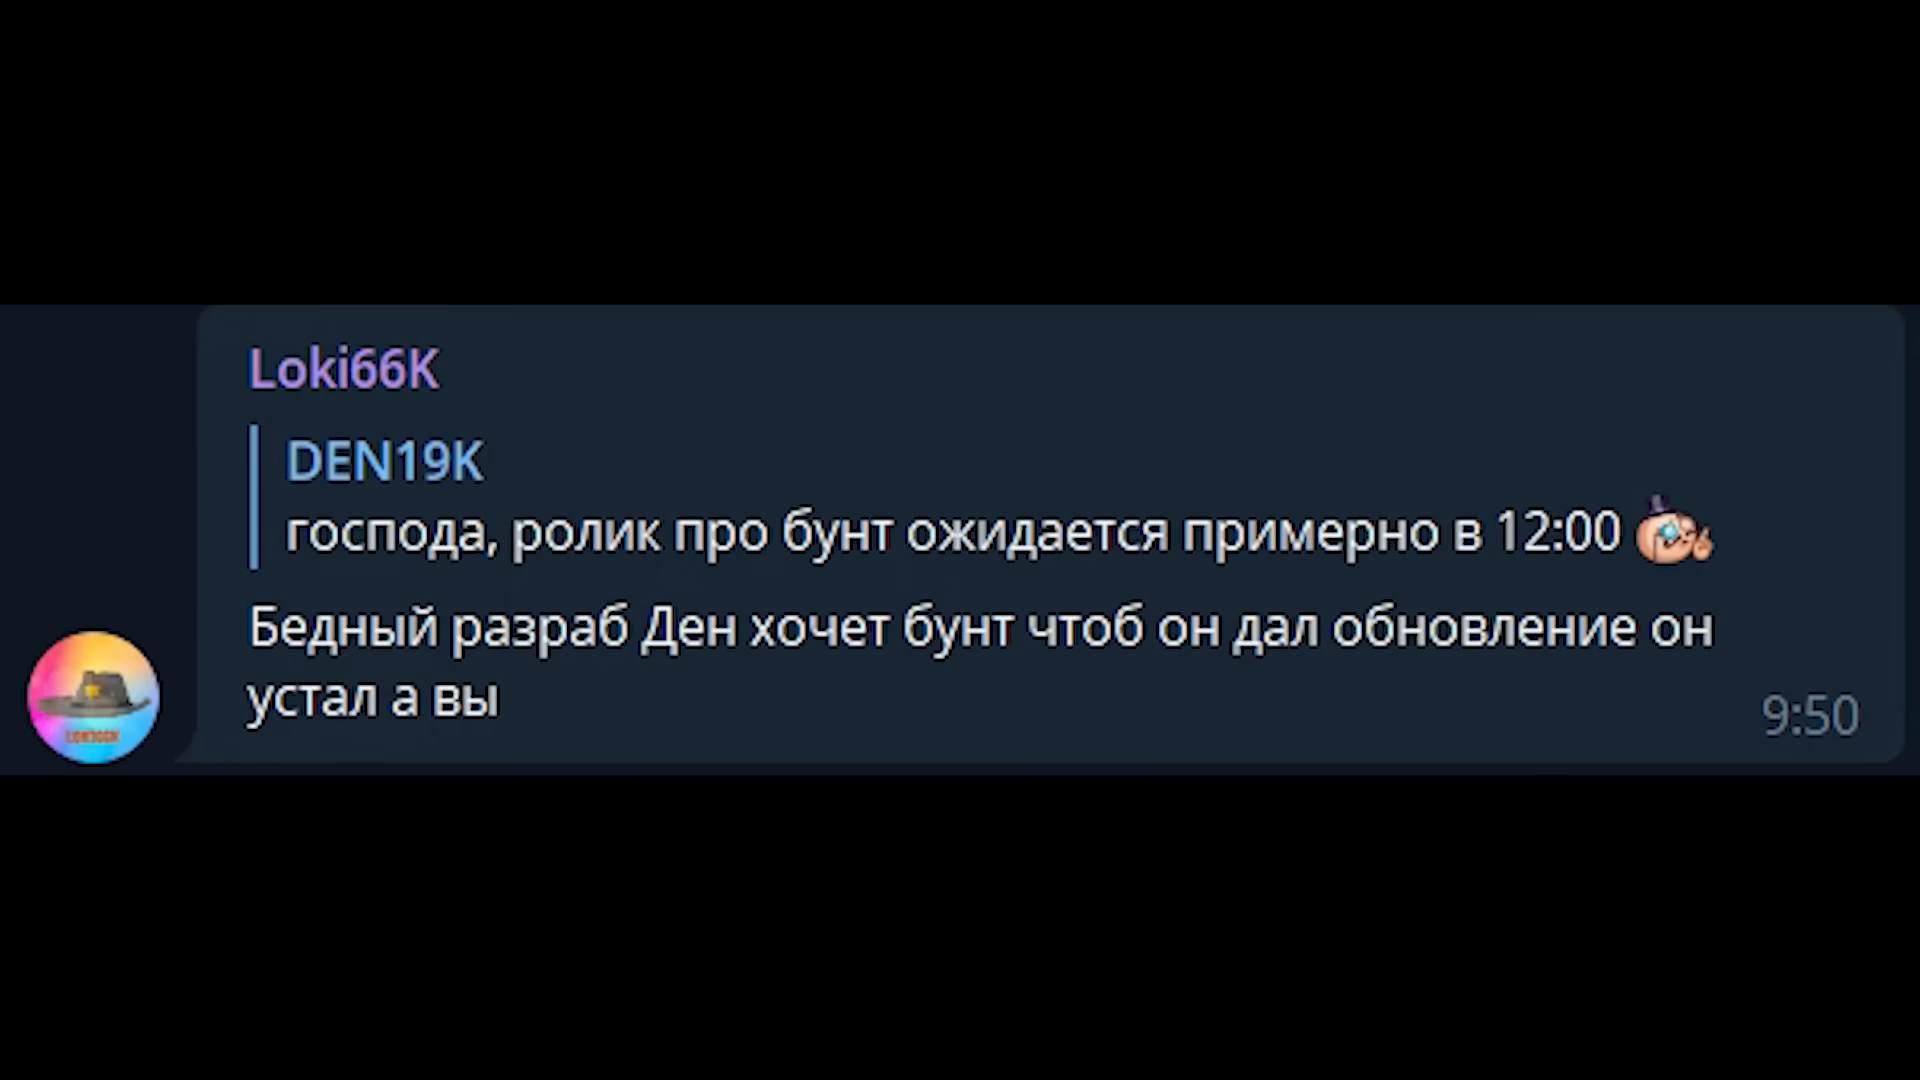 Loki66K
DEN19K
господа, ролик про бунт ожидается примерно в 12:00
Бедный разраб Ден хочет бунт чтоб он дал обновление он
устал а вы
9:50
LOKI66K